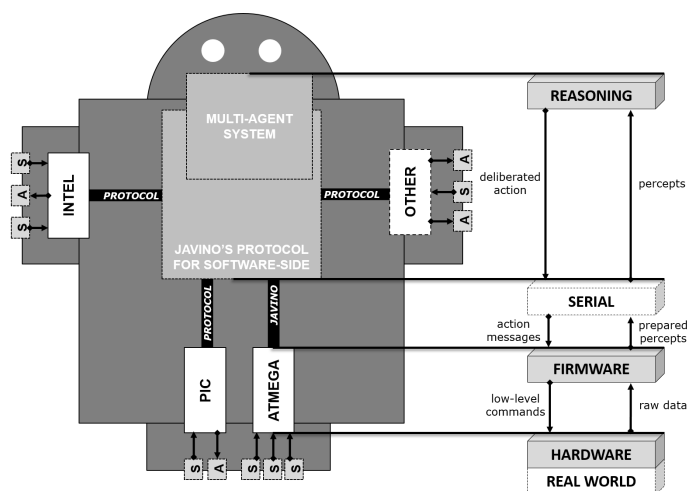 MULTI-AGENT
SYSTEM
JAVINO'S PROTOCOL
FOR SOFTWARE-SIDE
S
A
S
INTEL
PROTOCOL
PROTOCOL
OTHER
A
S
A
PROTOCOL
JAVINO
PIC
ATMEGA
S
A
S
S
S
REASONING
deliberated
action
percepts
SERIAL
action
messages
prepared
percepts
FIRMWARE
low-level
commands
raw data
HARDWARE
REAL WORLD